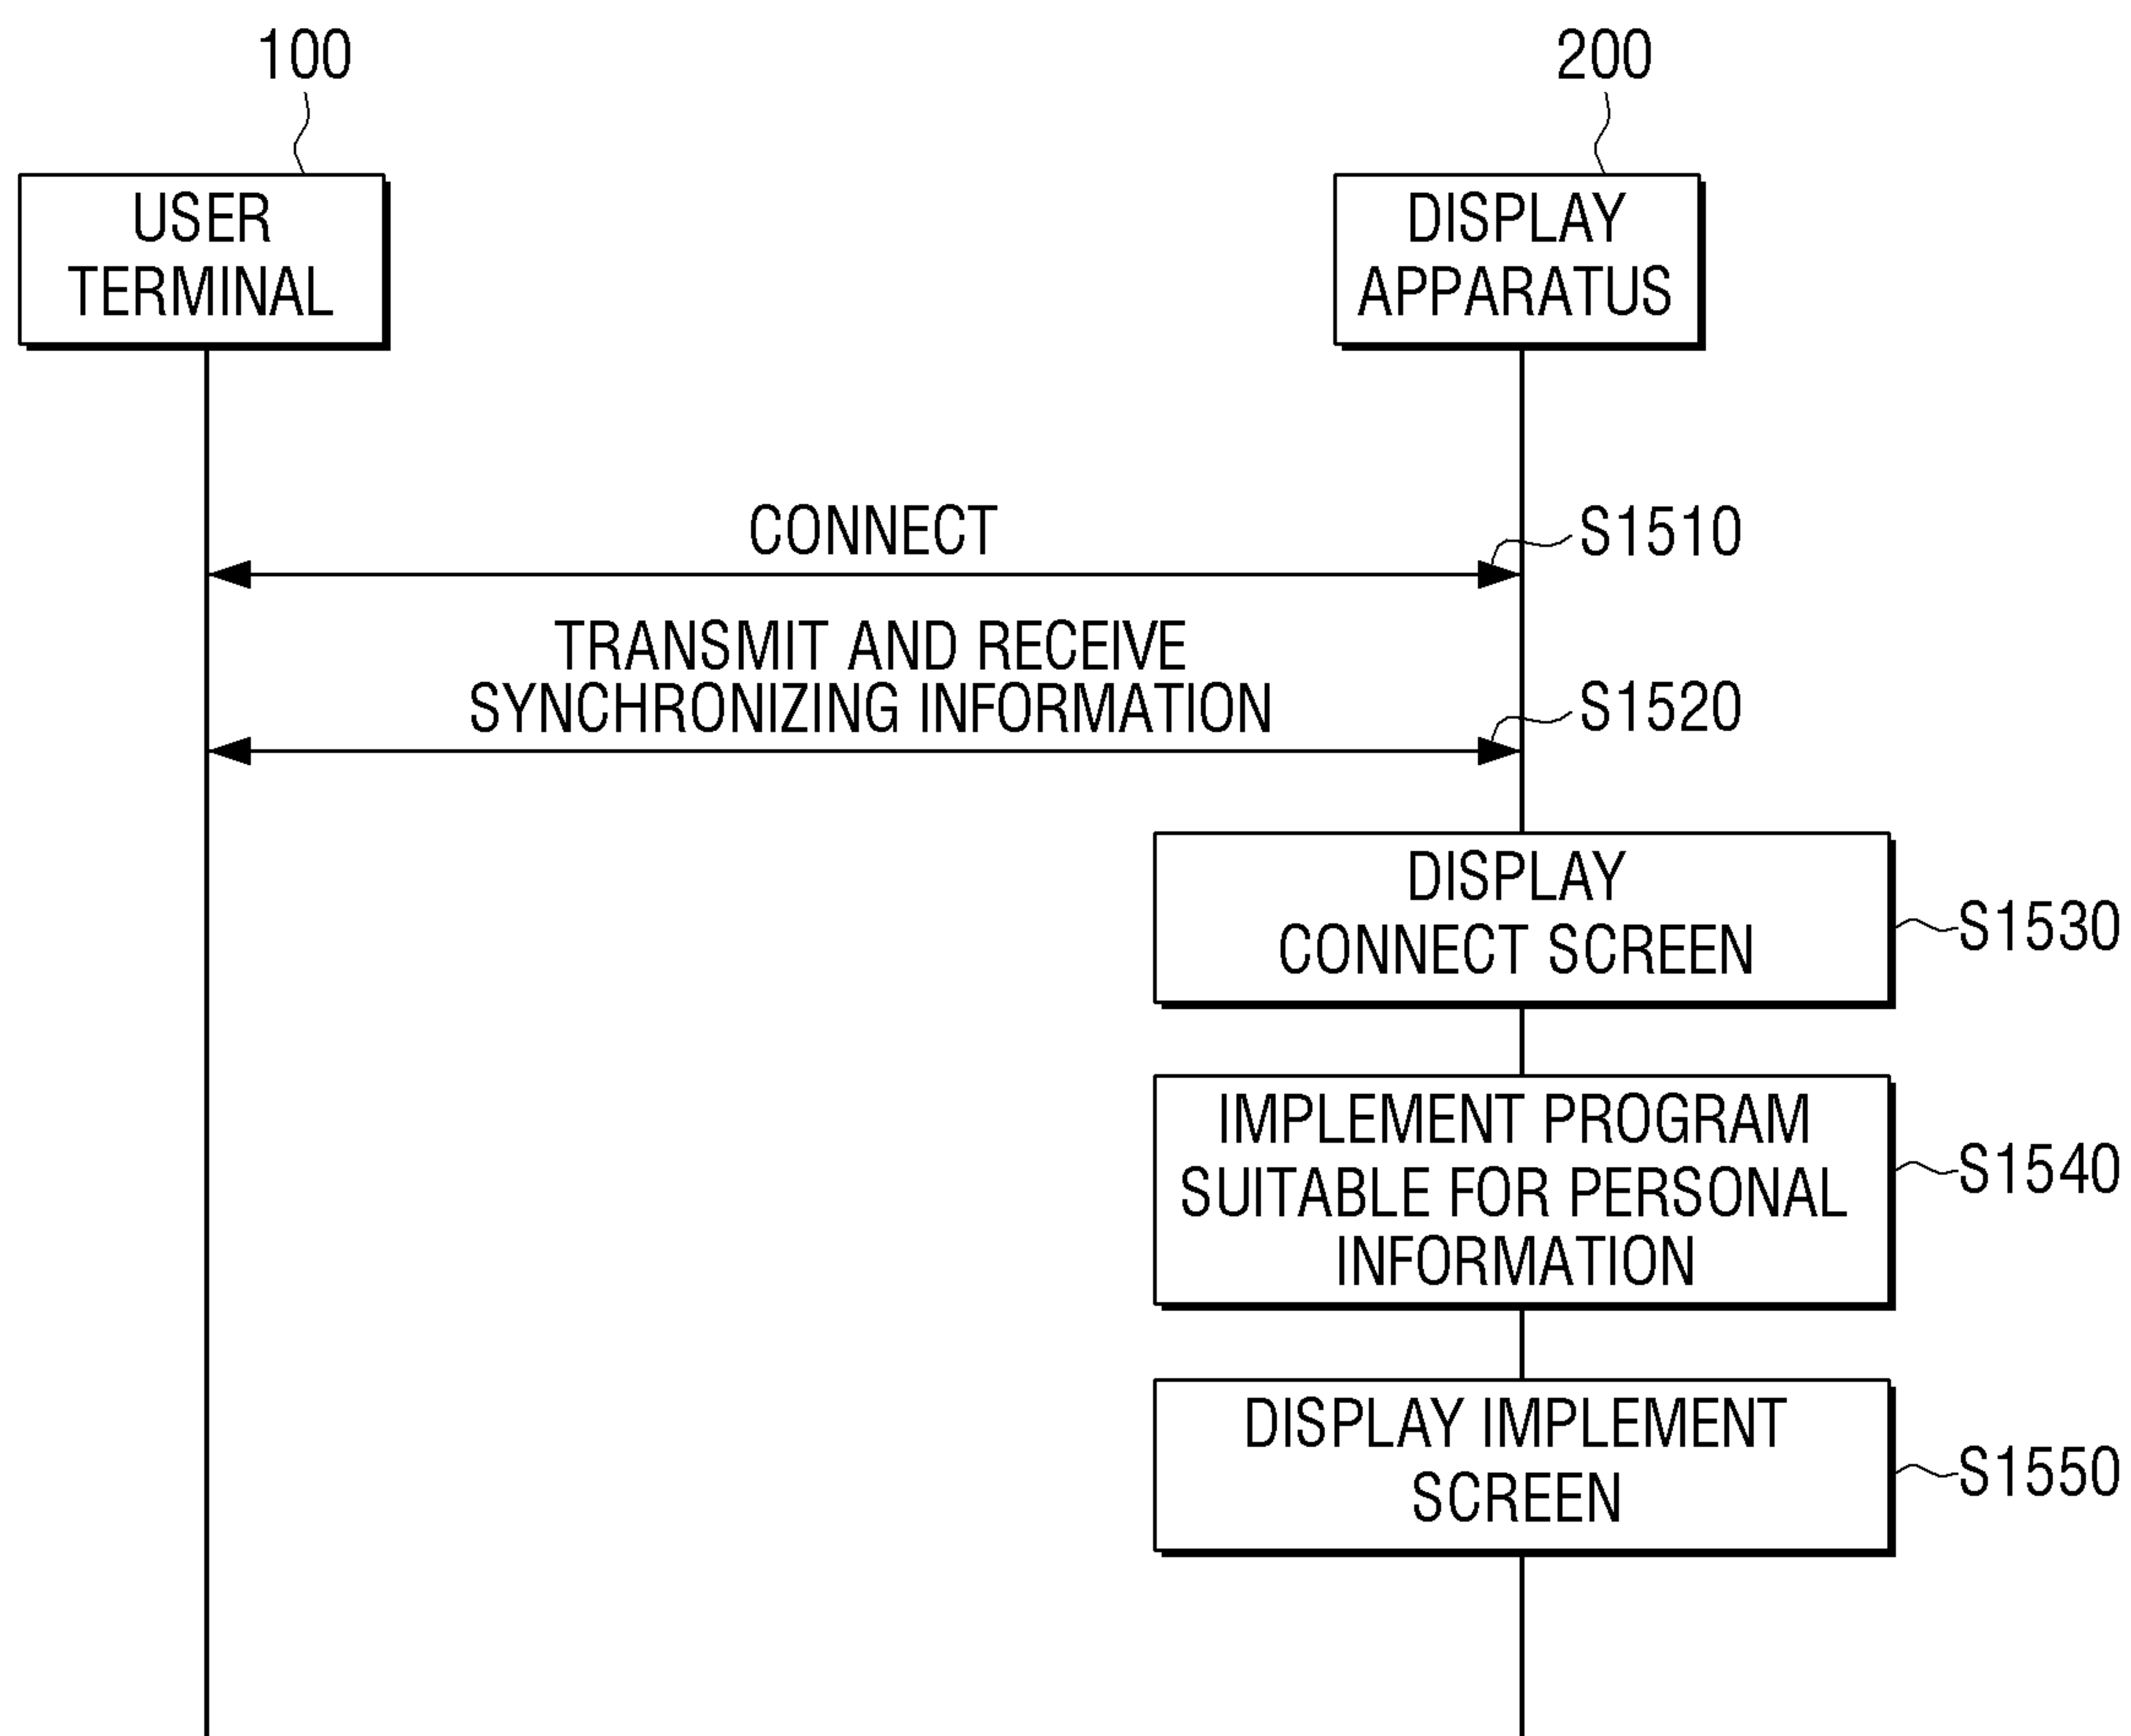 100
200
USER
TERMINAL
DISPLAY
APPARATUS
CONNECT
S1510
TRANSMIT AND RECEIVE
SYNCHRONIZING INFORMATION
S1520
DISPLAY
CONNECT SCREEN
S1530
IMPLEMENT PROGRAM
SUITABLE FOR PERSONAL
INFORMATION
S1540
DISPLAY IMPLEMENT
SCREEN
S1550